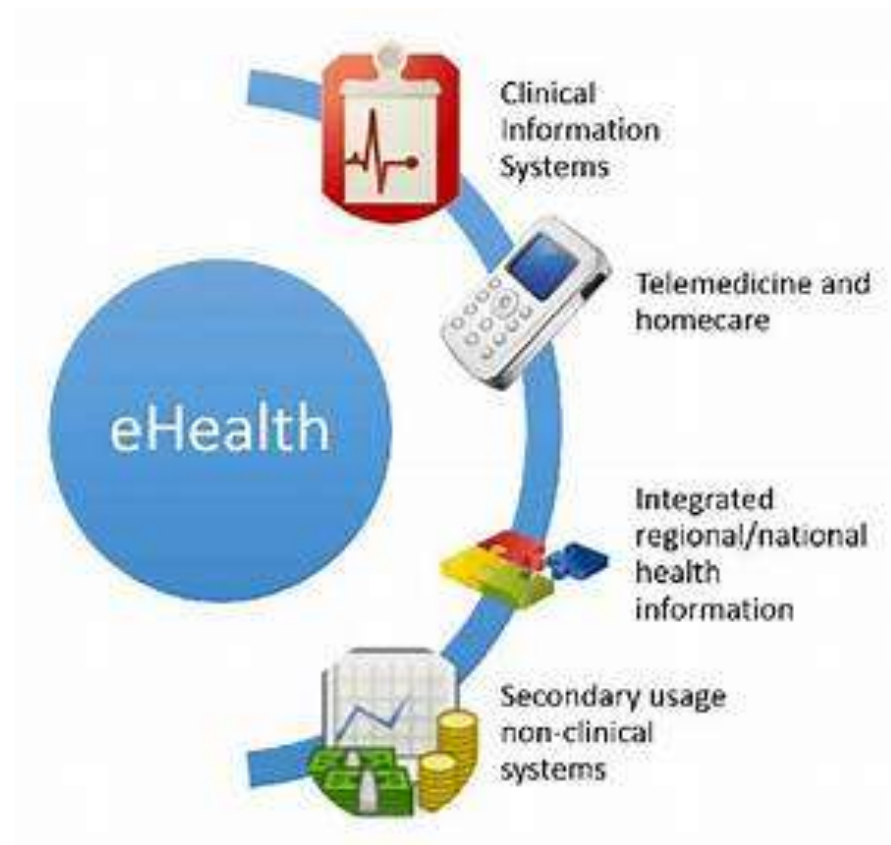 Clinical
Information
Systems
Telemedicine and
homecare
eHealth
Integrated
regional/national
health
information
Secondary usage
non-clinical
systems